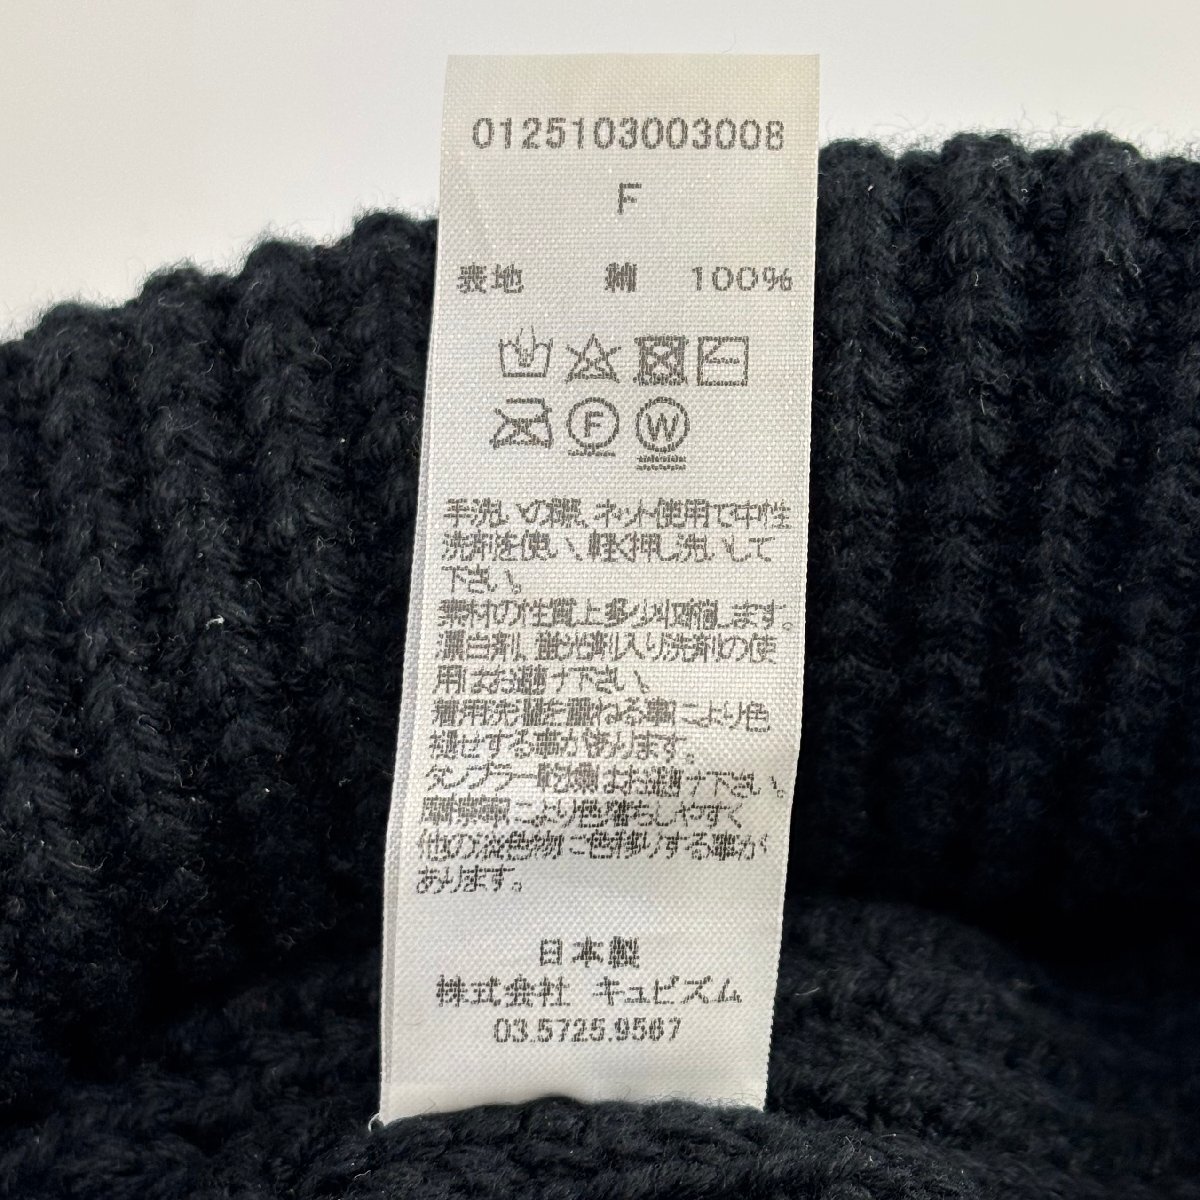 0125103003008
F
表地 綿 100%
F
W
手洗いの際、ネット使用で中性
洗剤を使い、軽く押し洗いして
下さい。
素材の性質上多少収縮します。
漂白剤、蛍光剤入り洗剤の使
用はお避け下さい。
着用洗濯を重ねる事により色
褪せする事があります。
タンブラー乾燥はお避け下さい。
摩擦等により色落ちしやすく
他の淡色物に色移りする事が
あります。
日本製
株式会社 キュビズム
03.5725.9567